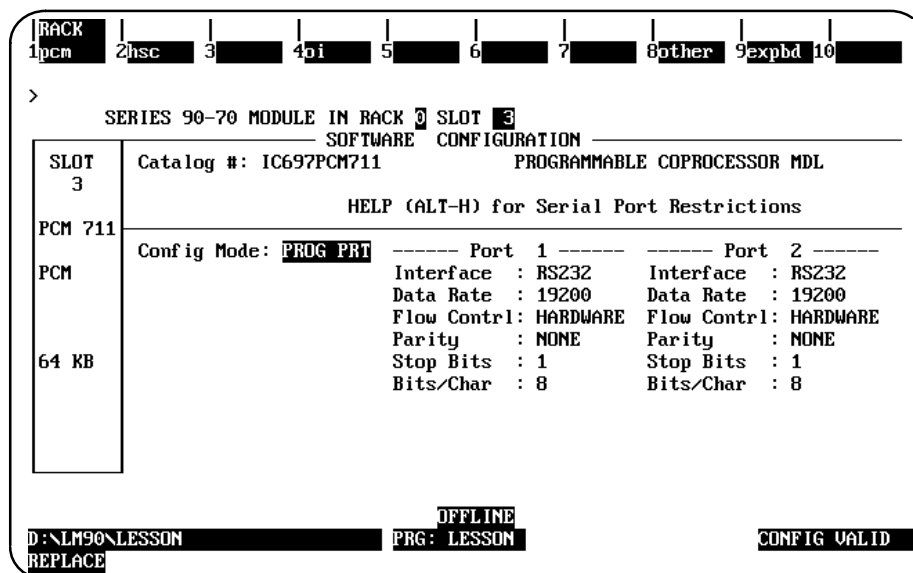 RACK
1pcm 2hsc 3 4oi 5 6 7 8other 9expbd 10
>
SERIES 90-70 MODULE IN RACK 0 SLOT 3
SOFTWARE CONFIGURATION
SLOT Catalog #: IC697PCM711 PROGRAMMABLE COPROCESSOR MDL
3
HELP (ALT-H) for Serial Port Restrictions
PCM 711
Config Mode: PROG PRT ------ Port 1 ------ ------ Port 2 ------
PCM Interface : RS232 Interface : RS232
Data Rate : 19200 Data Rate : 19200
Flow Contrl: HARDWARE Flow Contrl: HARDWARE
Parity : NONE Parity : NONE
64 KB Stop Bits : 1 Stop Bits : 1
Bits/Char : 8 Bits/Char : 8
OFFLINE
D:\LM90\LESSON PRG: LESSON CONFIG VALID
REPLACE